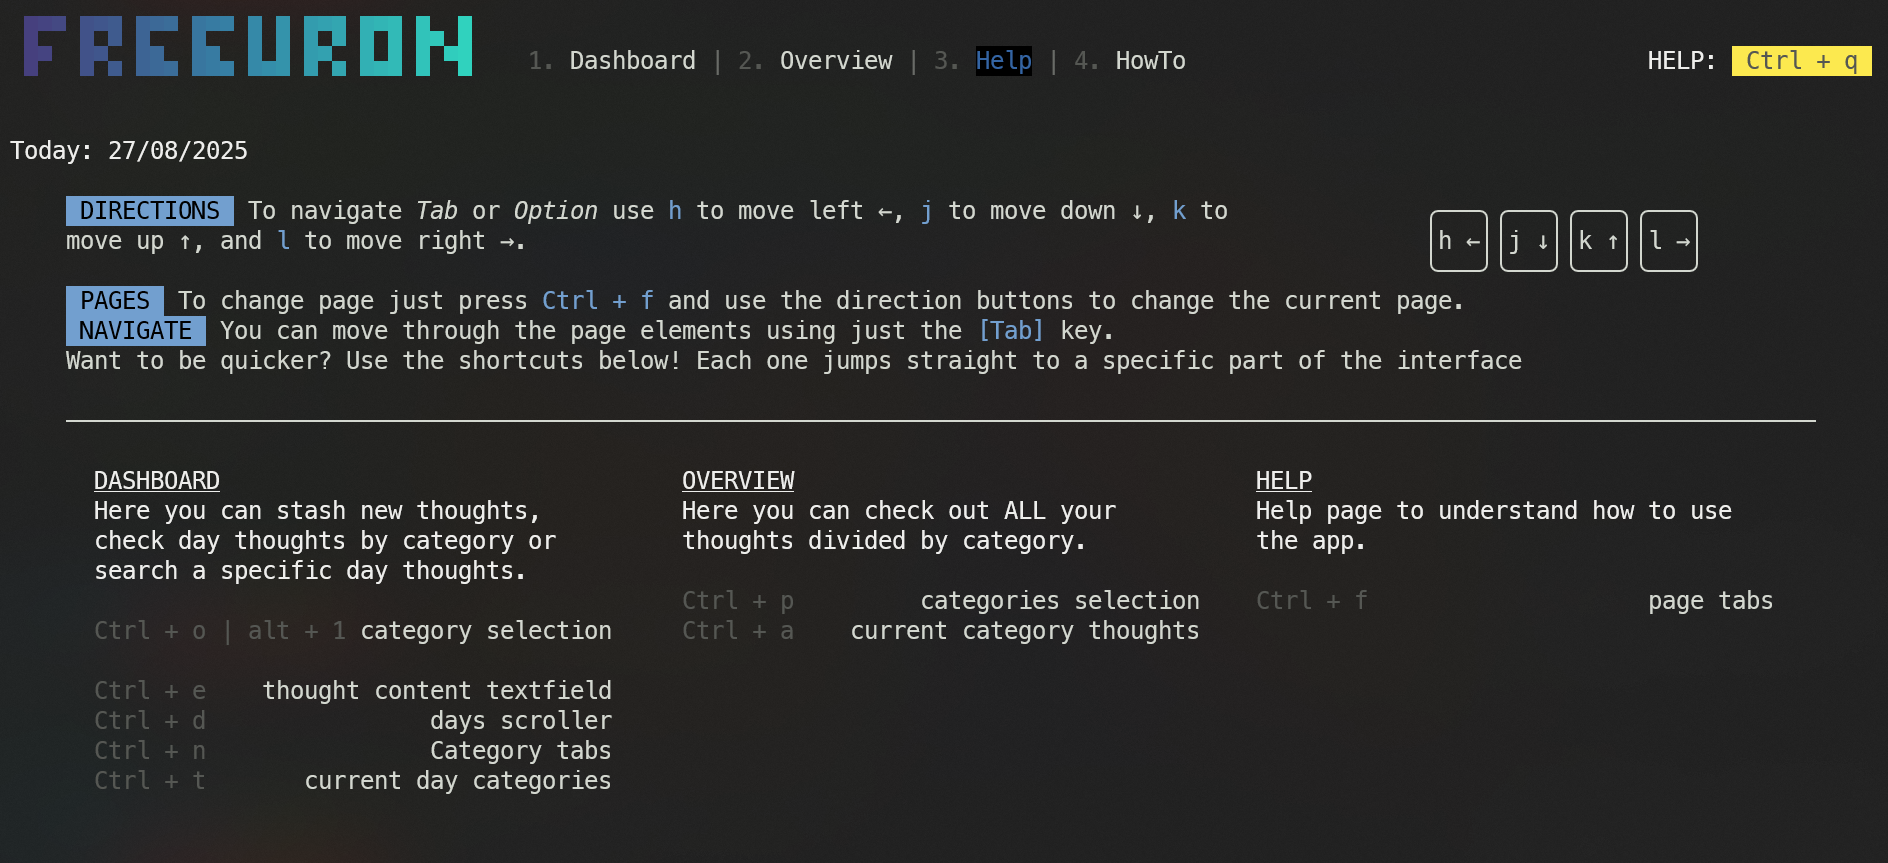 FREEURON
1. Dashboard | 2. Overview | 3. Help | 4. HowTo
HELP: Ctrl + q
Today: 27/08/2025
DIRECTIONS To navigate Tab or Option use h to move left ←, j to move down ↓, k to
move up ↑, and l to move right →.
h ← j ↓ k ↑ l →
PAGES To change page just press Ctrl + f and use the direction buttons to change the current page.
NAVIGATE You can move through the page elements using just the [Tab] key.
Want to be quicker? Use the shortcuts below! Each one jumps straight to a specific part of the interface
DASHBOARD
Here you can stash new thoughts,
check day thoughts by category or
search a specific day thoughts.
Ctrl + o | alt + 1 category selection
Ctrl + e thought content textfield
Ctrl + d days scroller
Ctrl + n Category tabs
Ctrl + t current day categories
OVERVIEW
Here you can check out ALL your
thoughts divided by category.
Ctrl + p categories selection
Ctrl + a current category thoughts
HELP
Help page to understand how to use
the app.
Ctrl + f page tabs